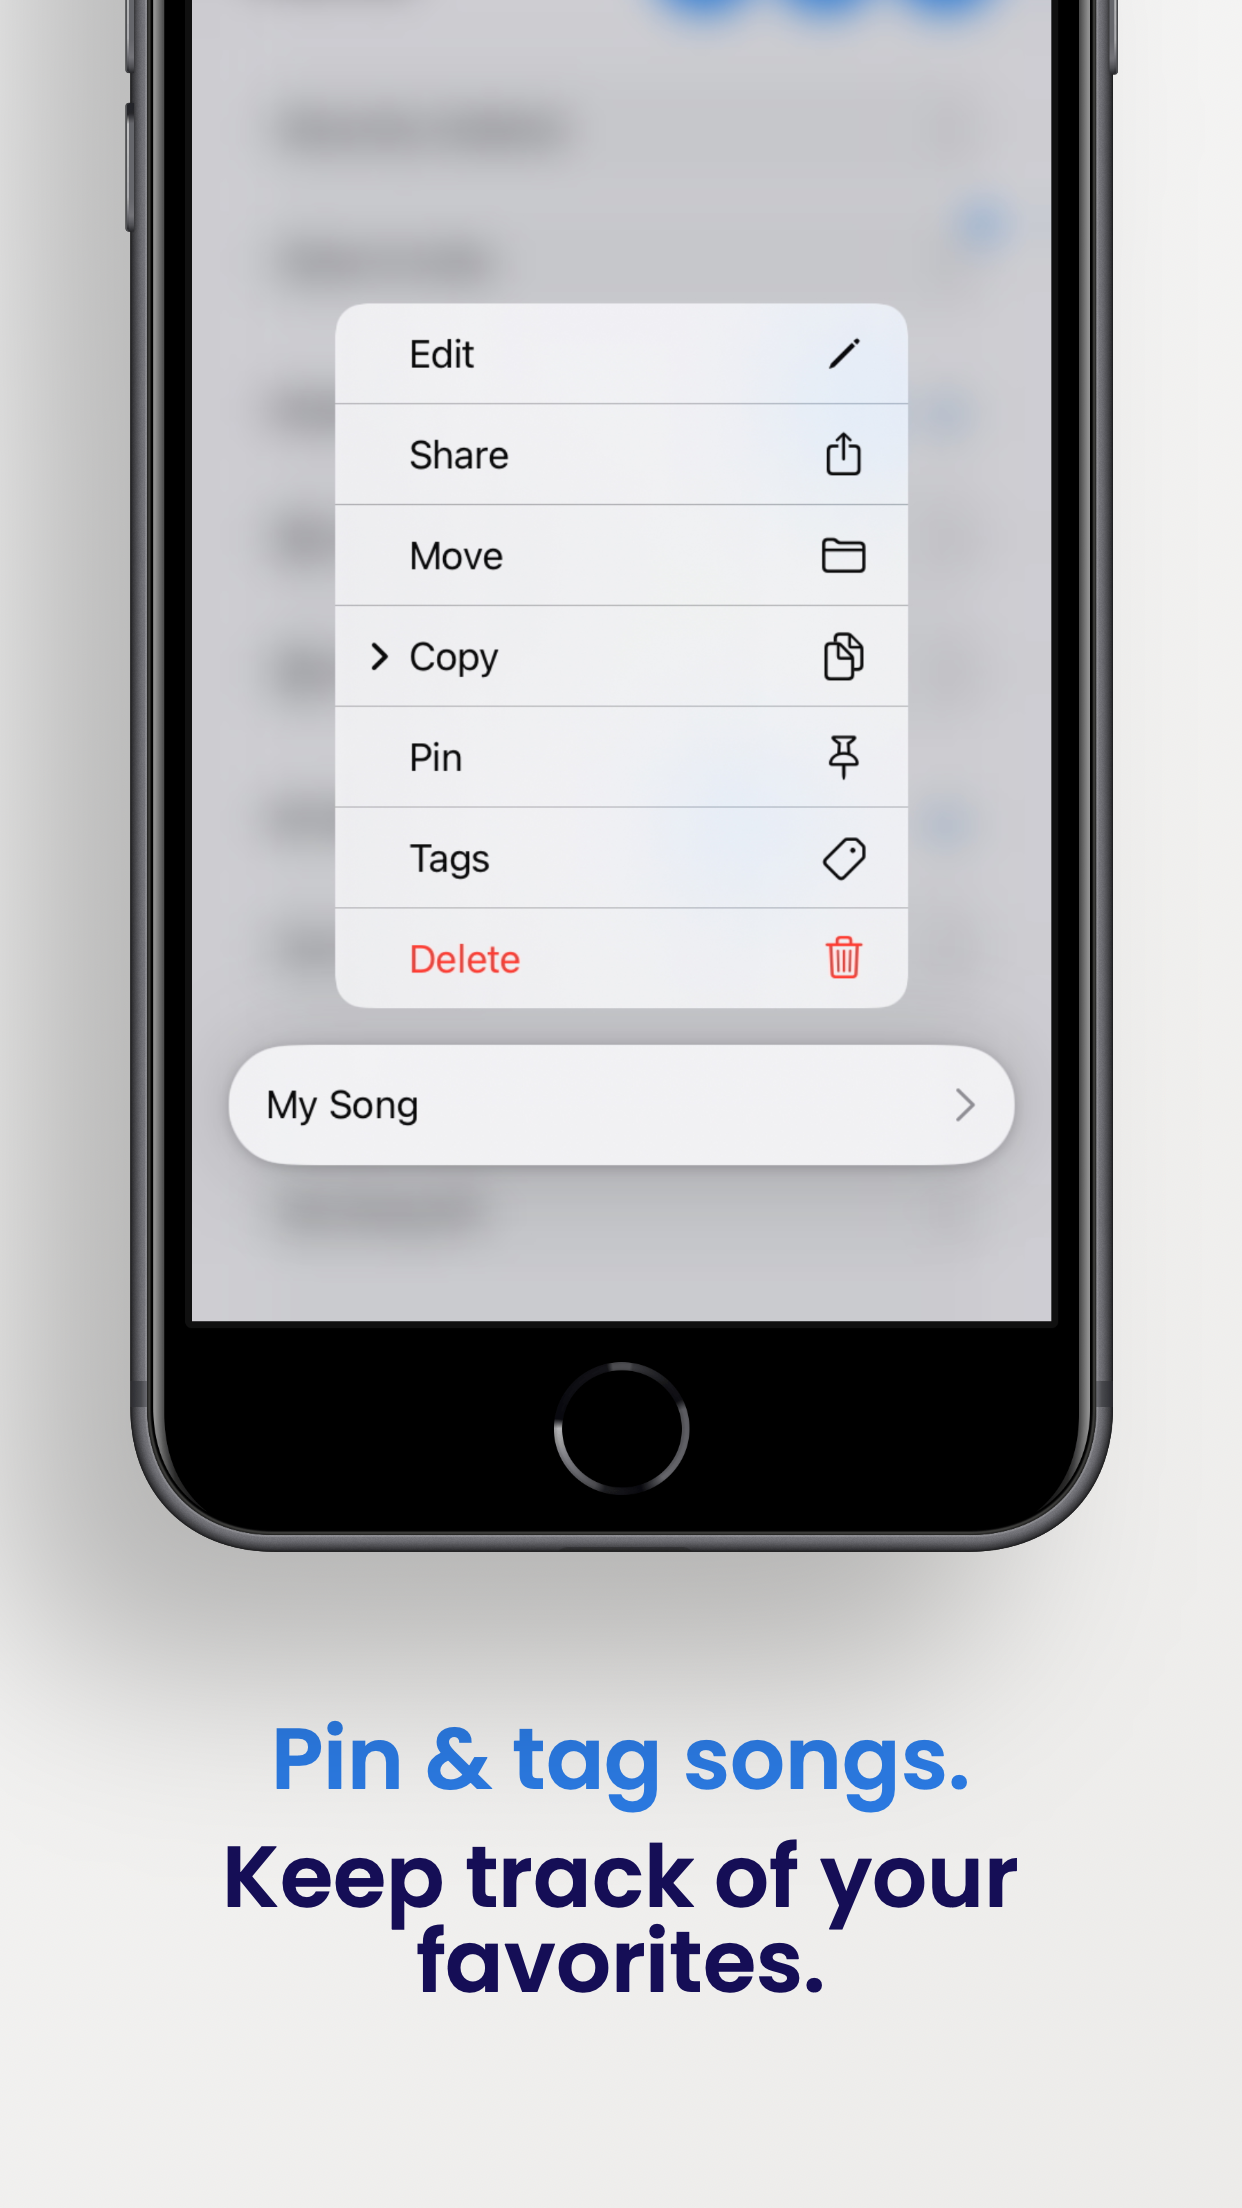 Edit
Share
Move
Copy
Pin
Tags
Delete
My Song
Pin & tag songs.
Keep track of your
favorites.